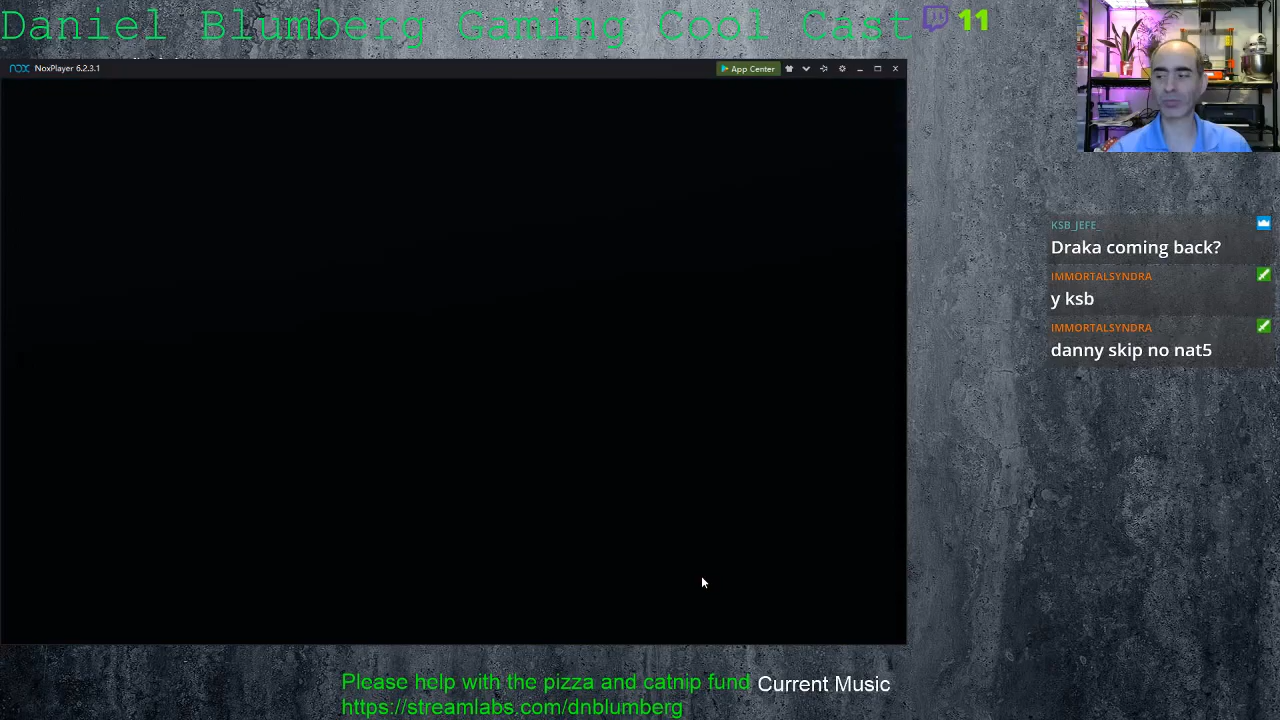 Daniel Blumberg Gaming Cool Cast 11
nox NoxPlayer 6.2.3.1 App Center
KSB_JEFE_
Draka coming back?
IMMORTALSYNDRA
y ksb
IMMORTALSYNDRA
danny skip no nat5
Please help with the pizza and catnip fund Current Music
https://streamlabs.com/dnblumberg